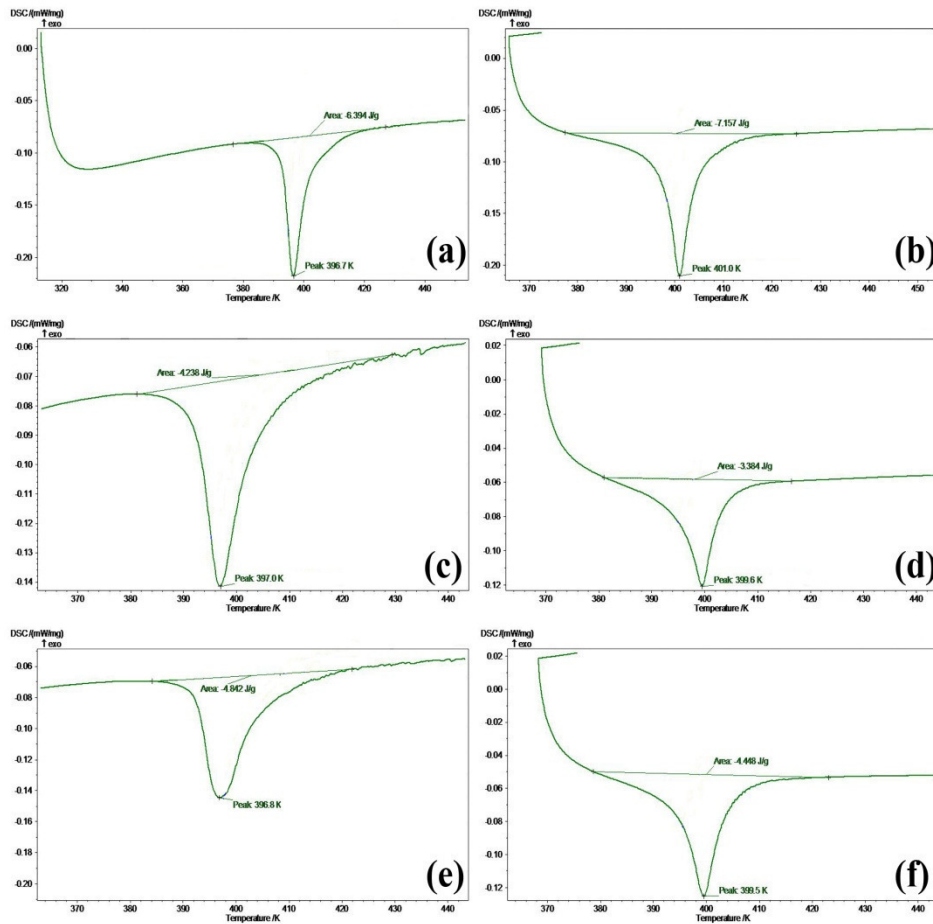 DSC /(mW/mg)
↑ exo
0.00
-0.05
-0.10
-0.15
-0.20
Area: -6.394 J/g
Peak: 396.7 K
(a)
320 340 360 380 400 420 440
Temperature /K
DSC /(mW/mg)
↑ exo
0.00
-0.05
-0.10
-0.15
-0.20
Area: -7.157 J/g
Peak: 401.0 K
(b)
370 380 390 400 410 420 430 440 450
Temperature /K
DSC /(mW/mg)
↑ exo
-0.06
-0.07
-0.08
-0.09
-0.10
-0.11
-0.12
-0.13
-0.14
Area: -4.238 J/g
Peak: 397.0 K
(c)
370 380 390 400 410 420 430 440
Temperature /K
DSC /(mW/mg)
↑ exo
0.02
0.00
-0.02
-0.04
-0.06
-0.08
-0.10
-0.12
Area: -3.384 J/g
Peak: 399.6 K
(d)
370 380 390 400 410 420 430 440
Temperature /K
DSC /(mW/mg)
↑ exo
-0.06
-0.08
-0.10
-0.12
-0.14
-0.16
-0.18
-0.20
Area: -4.842 J/g
Peak: 396.8 K
(e)
370 380 390 400 410 420 430 440
Temperature /K
DSC /(mW/mg)
↑ exo
0.02
0.00
-0.02
-0.04
-0.06
-0.08
-0.10
-0.12
Area: -4.448 J/g
Peak: 399.5 K
(f)
370 380 390 400 410 420 430 440
Temperature /K